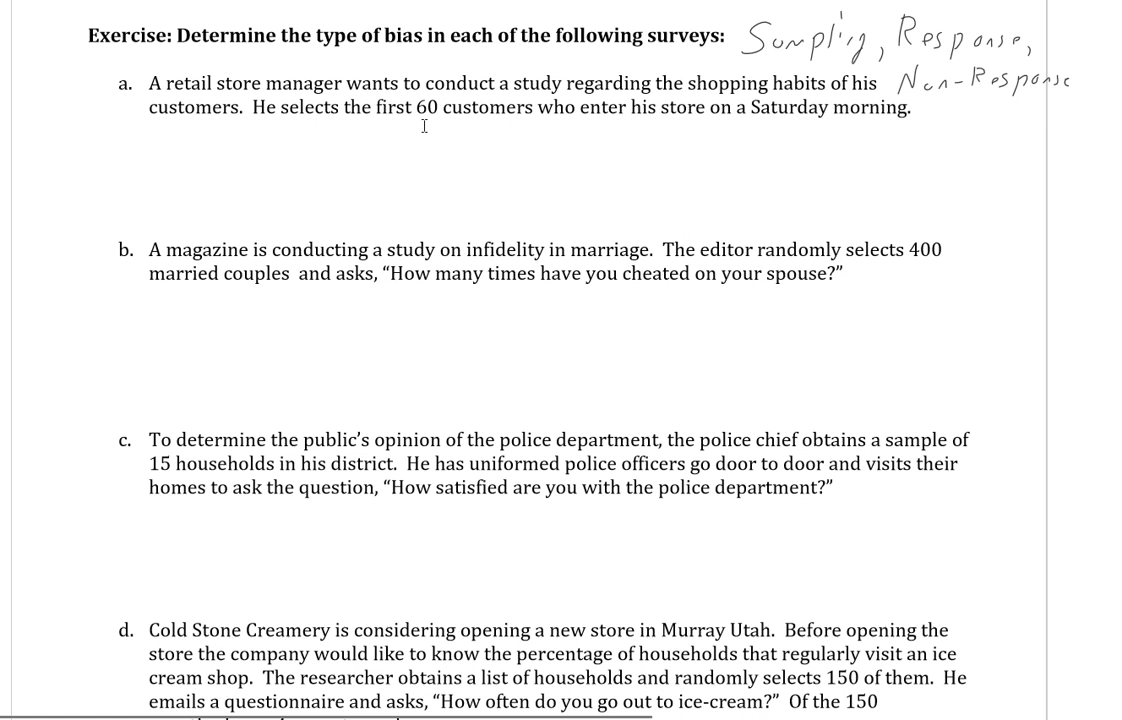 Exercise: Determine the type of bias in each of the following surveys: Sampling, Response,
Non-Response
a. A retail store manager wants to conduct a study regarding the shopping habits of his
customers. He selects the first 60 customers who enter his store on a Saturday morning.
b. A magazine is conducting a study on infidelity in marriage. The editor randomly selects 400
married couples and asks, “How many times have you cheated on your spouse?”
c. To determine the public’s opinion of the police department, the police chief obtains a sample of
15 households in his district. He has uniformed police officers go door to door and visits their
homes to ask the question, “How satisfied are you with the police department?”
d. Cold Stone Creamery is considering opening a new store in Murray Utah. Before opening the
store the company would like to know the percentage of households that regularly visit an ice
cream shop. The researcher obtains a list of households and randomly selects 150 of them. He
emails a questionnaire and asks, “How often do you go out to ice-cream?” Of the 150